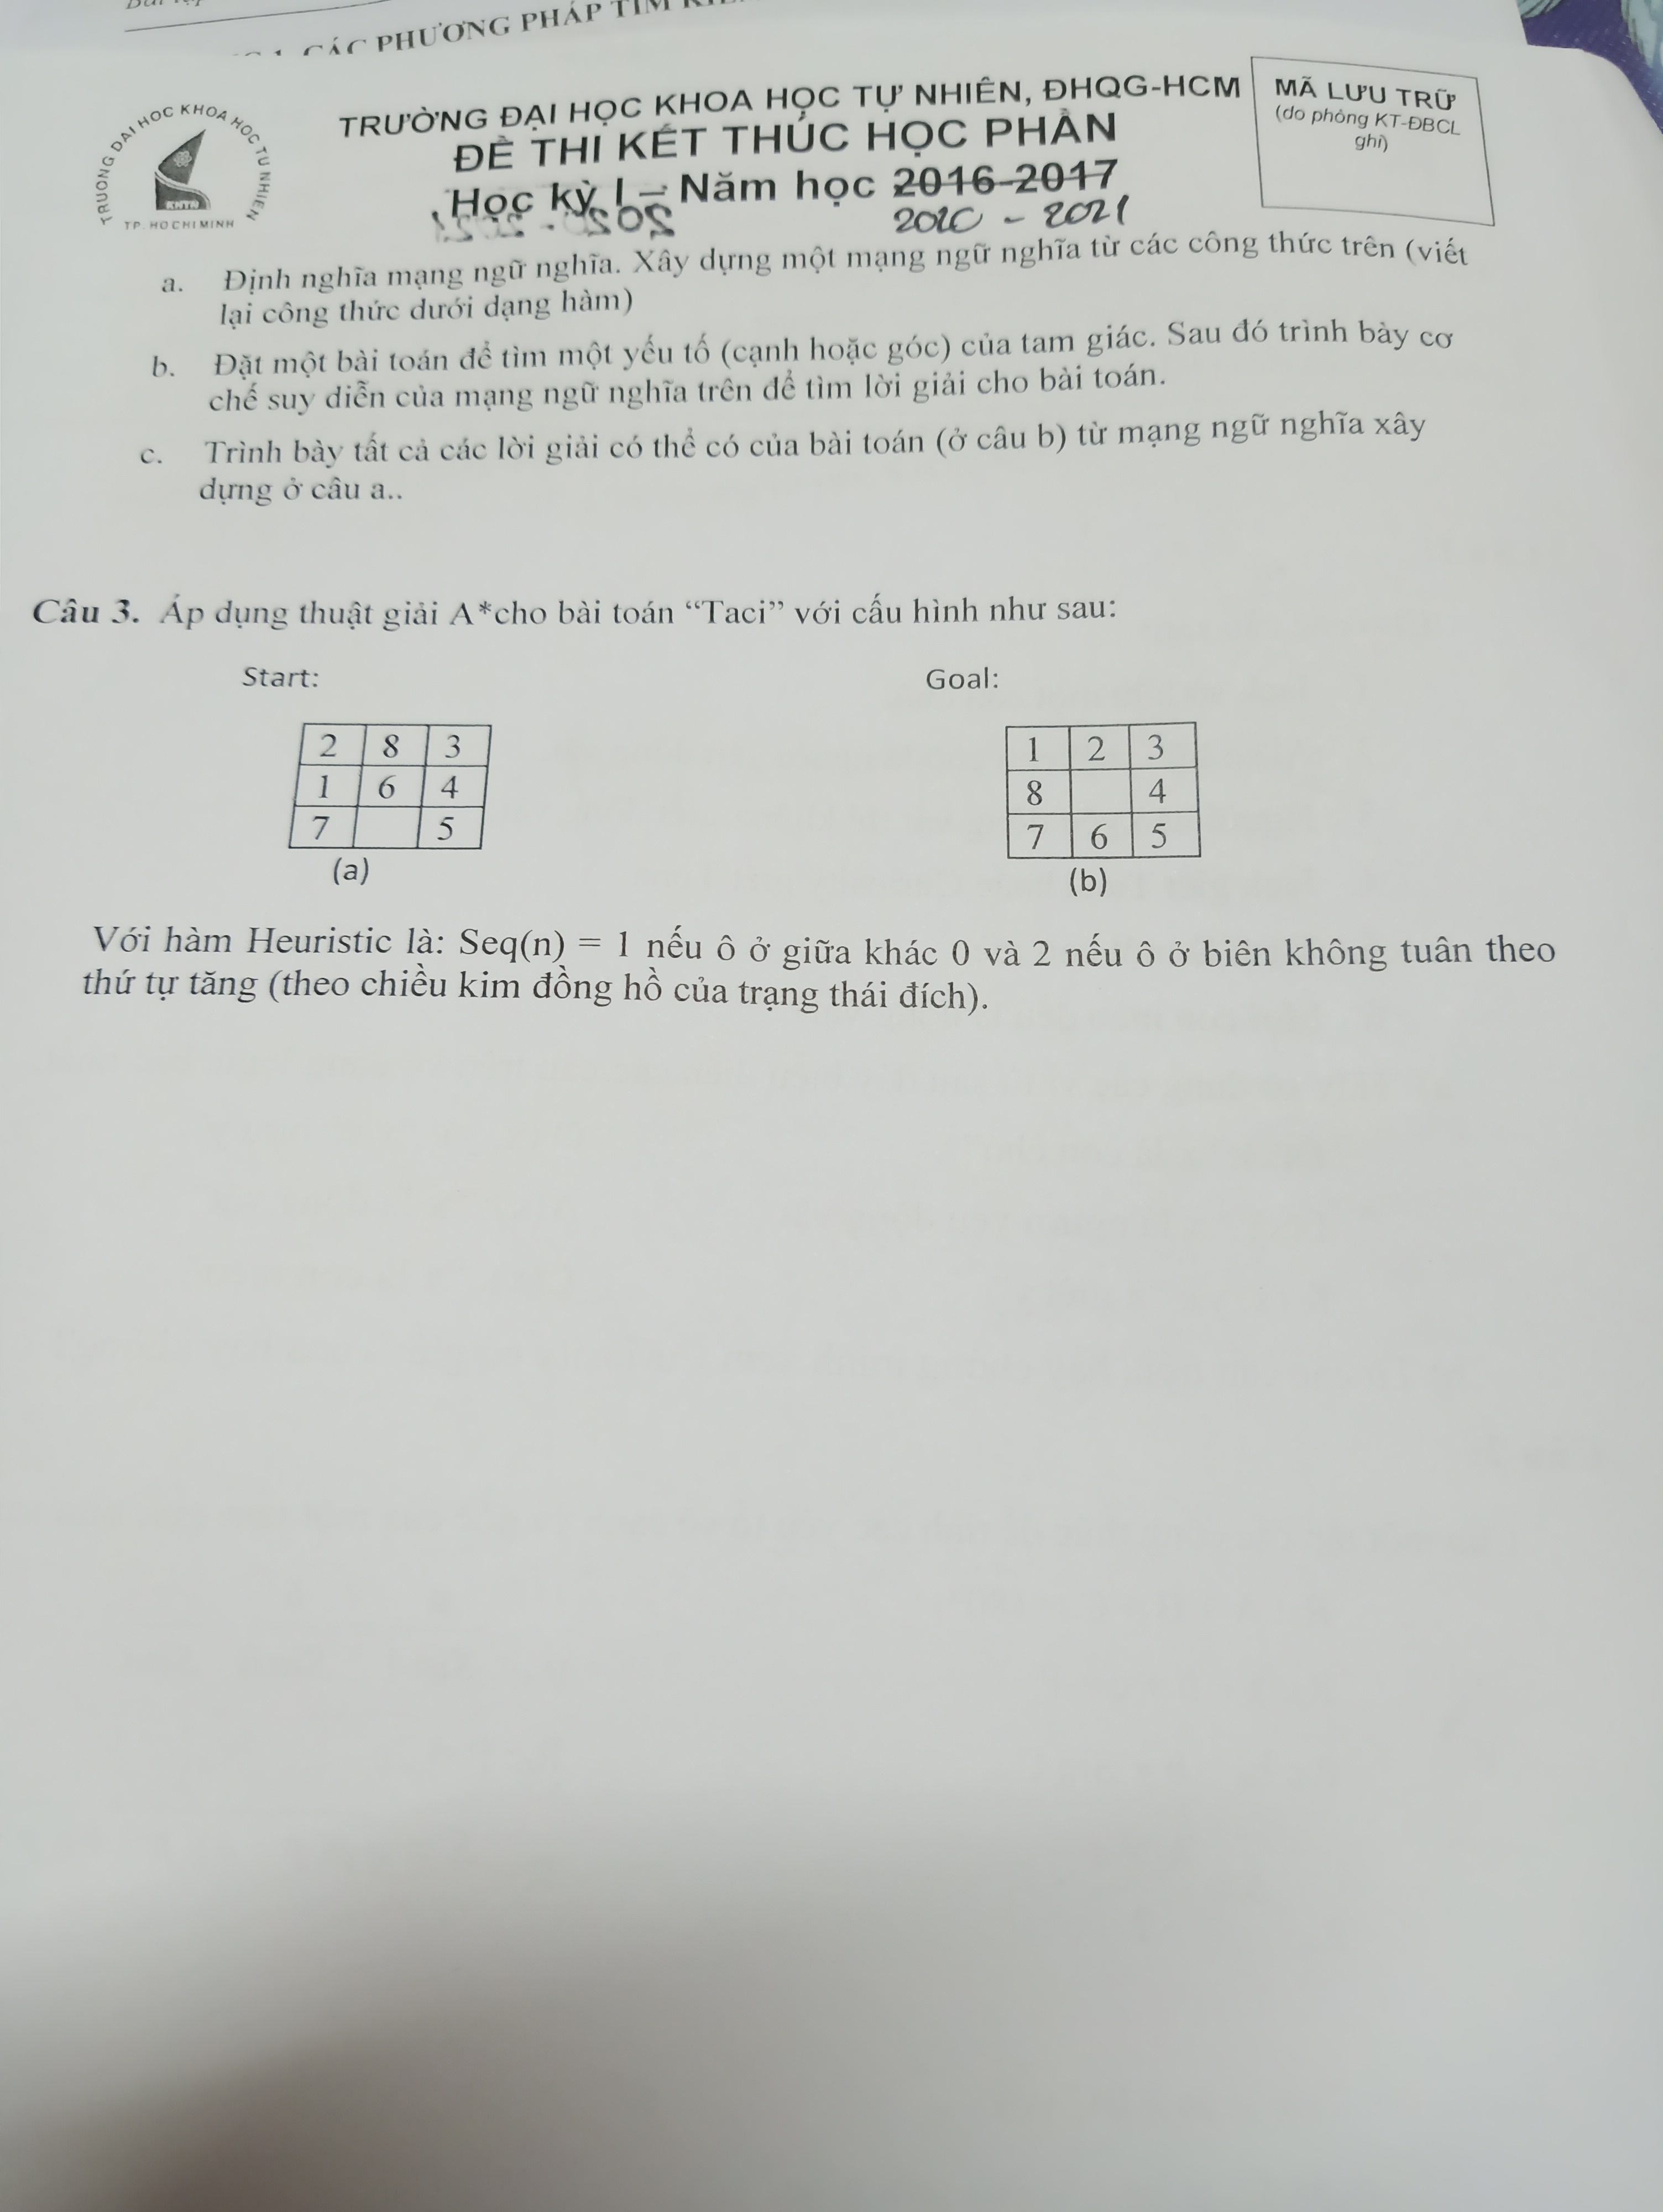 CÁC PHƯƠNG PHÁP TÌM
TRUONG DAI HOC KHOA HOC TU NHIEN
KHTN
TP. HO CHI MINH
TRƯỜNG ĐẠI HỌC KHOA HỌC TỰ NHIÊN, ĐHQG-HCM
ĐỀ THI KẾT THÚC HỌC PHẦN
Học kỳ I – Năm học 2016-2017
2020 - 2021
MÃ LƯU TRỮ
(do phòng KT-ĐBCL
ghi)
a. Định nghĩa mạng ngữ nghĩa. Xây dựng một mạng ngữ nghĩa từ các công thức trên (viết
lại công thức dưới dạng hàm)
b. Đặt một bài toán để tìm một yếu tố (cạnh hoặc góc) của tam giác. Sau đó trình bày cơ
chế suy diễn của mạng ngữ nghĩa trên để tìm lời giải cho bài toán.
c. Trình bày tất cả các lời giải có thể có của bài toán (ở câu b) từ mạng ngữ nghĩa xây
dựng ở câu a..
Câu 3. Áp dụng thuật giải A*cho bài toán “Taci” với cấu hình như sau:
Start:
2 8 3
1 6 4
7 5
(a)
Goal:
1 2 3
8 4
7 6 5
(b)
Với hàm Heuristic là: Seq(n) = 1 nếu ô ở giữa khác 0 và 2 nếu ô ở biên không tuân theo
thứ tự tăng (theo chiều kim đồng hồ của trạng thái đích).